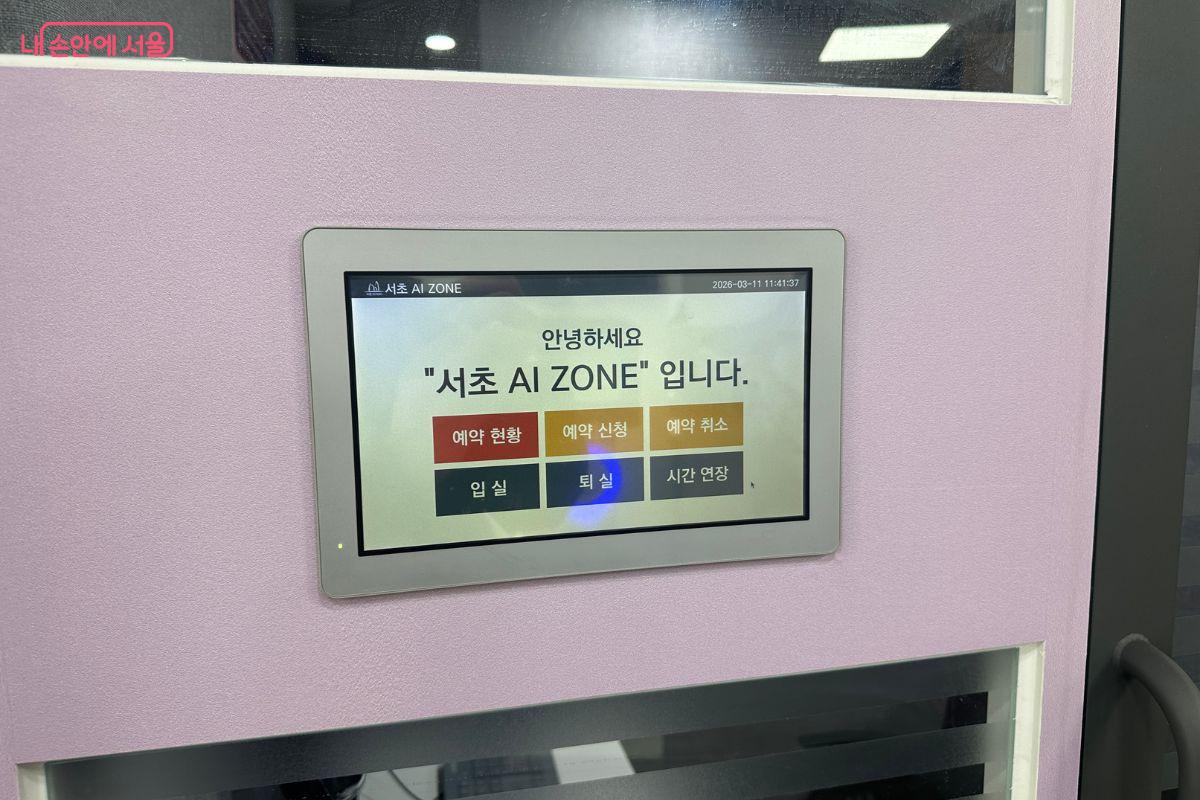 내 손안에 서울
서초 AI ZONE 2026-03-11 11:41:37
안녕하세요
"서초 AI ZONE" 입니다.
예약 현황 예약 신청 예약 취소
입 실 퇴 실 시간 연장